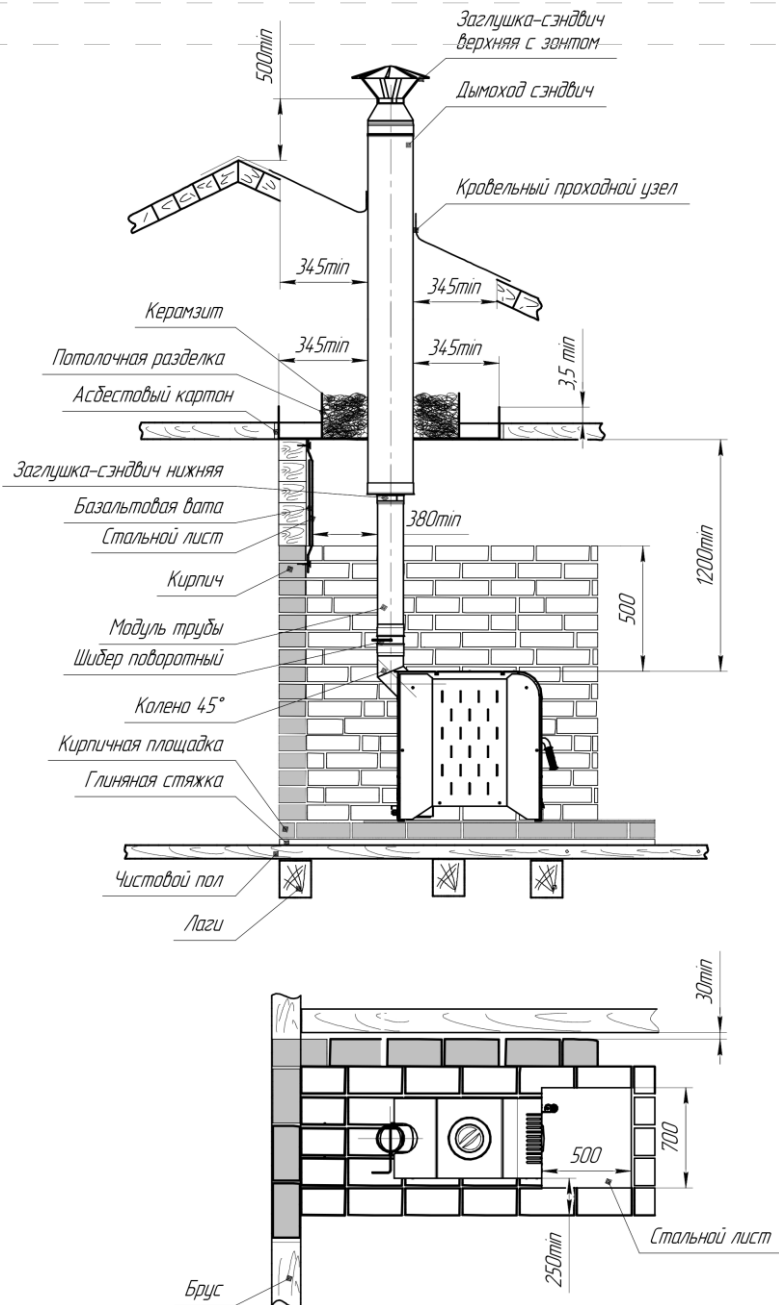 Заглушка-сэндвич
верхняя с зонтом
500min
Дымоход сэндвич
Кровельный проходной узел
345min
345min
Керамзит
345min
345min
Потолочная разделка
3,5 min
Асбестовый картон
Заглушка-сэндвич нижняя
Базальтовая вата
380min
Стальной лист
1200min
Кирпич
500
Модуль трубы
Шибер поворотный
Колено 45°
Кирпичная площадка
Глиняная стяжка
Чистовой пол
Лаги
30min
700
500
Стальной лист
250min
Брус